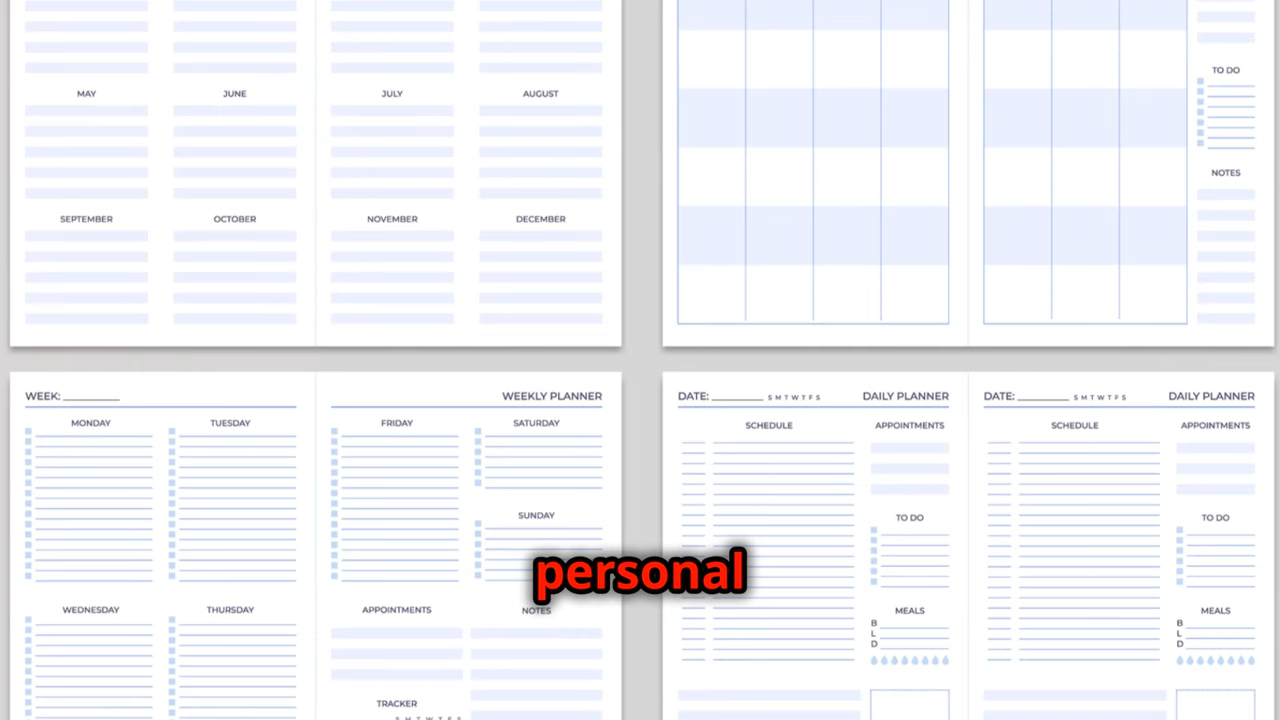 MAY JUNE JULY AUGUST
SEPTEMBER OCTOBER NOVEMBER DECEMBER
TO DO
NOTES
WEEK: WEEKLY PLANNER
MONDAY TUESDAY FRIDAY SATURDAY
SUNDAY
WEDNESDAY THURSDAY APPOINTMENTS NOTES
TRACKER
S M T W T F S
DATE: S M T W T F S DAILY PLANNER
SCHEDULE APPOINTMENTS
TO DO
MEALS
B
L
D
DATE: S M T W T F S DAILY PLANNER
SCHEDULE APPOINTMENTS
TO DO
MEALS
B
L
D
personal